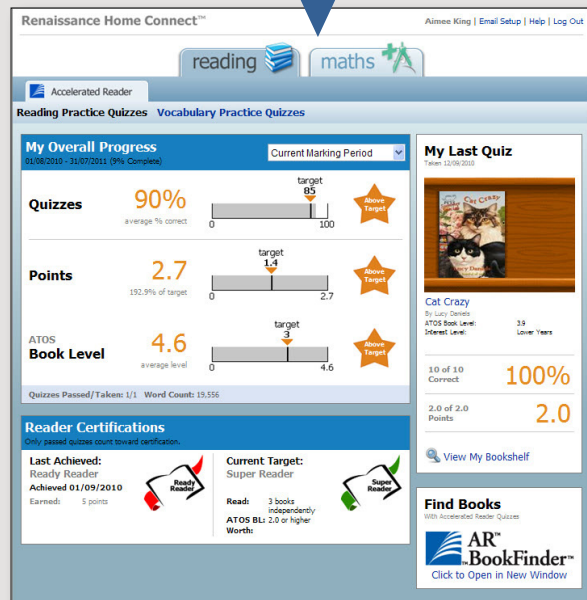 Renaissance Home Connect™
Aimee King | Email Setup | Help | Log Out
reading
maths
Accelerated Reader
Reading Practice Quizzes Vocabulary Practice Quizzes
My Overall Progress
01/08/2010 - 31/07/2011 (9% Complete)
Current Marking Period
Quizzes
90%
average % correct
target
85
0
100
Above Target
Points
2.7
192.9% of target
target
1.4
0
2.7
Above Target
ATOS
Book Level
4.6
average level
target
3
0
4.6
Above Target
Quizzes Passed/Taken: 1/1 Word Count: 19,556
Reader Certifications
Only passed quizzes count toward certification.
Last Achieved:
Ready Reader
Achieved 01/09/2010
Earned: 5 points
Ready
Reader
Current Target:
Super Reader
Read: 3 books
independently
ATOS BL: 2.0 or higher
Worth:
Super
Reader
My Last Quiz
Taken 12/09/2010
Cat Crazy
Cat Crazy
By Lucy Daniels
ATOS Book Level: 3.9
Interest Level: Lower Years
10 of 10
Correct
100%
2.0 of 2.0
Points
2.0
View My Bookshelf
Find Books
With Accelerated Reader Quizzes
AR™
BookFinder™
Click to Open in New Window